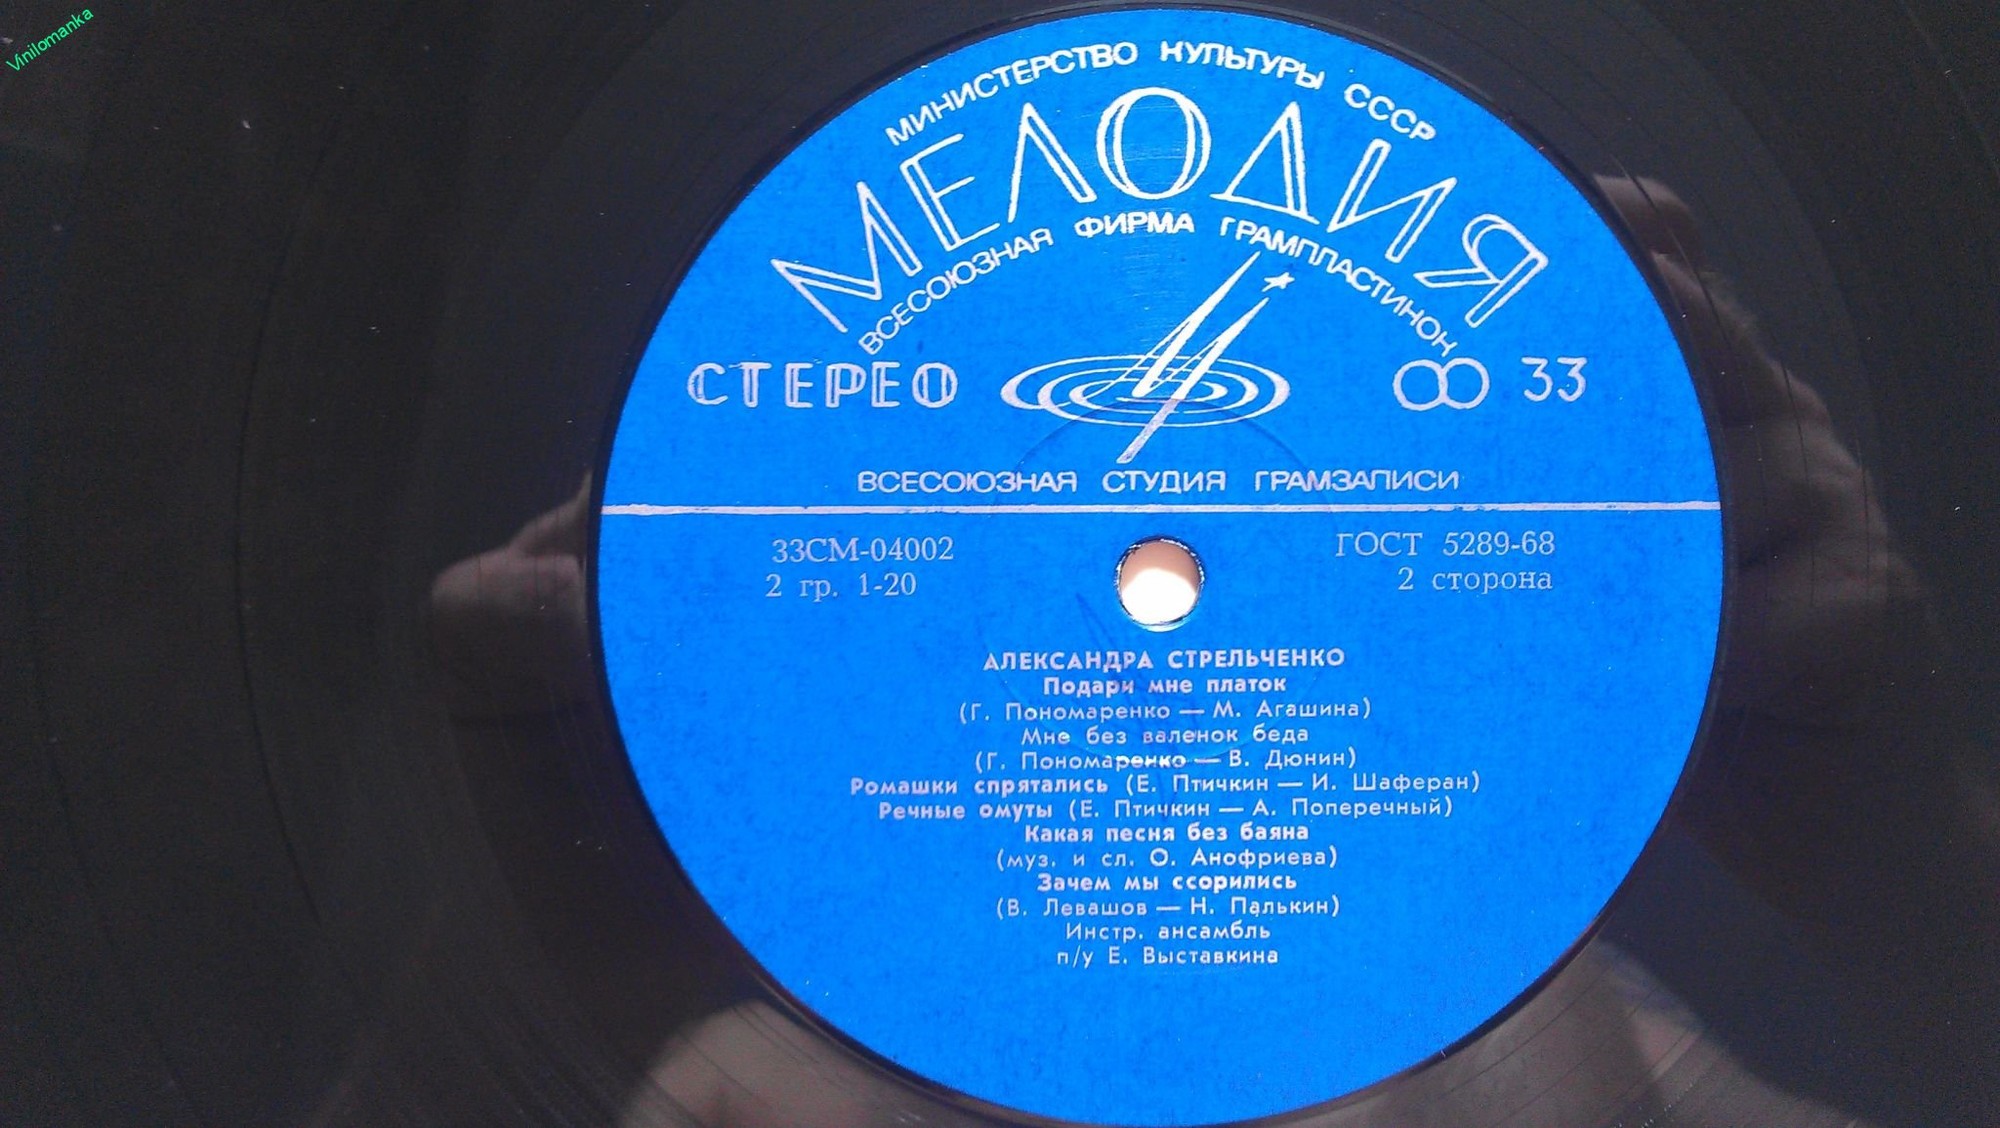 Vinilomanka
МИНИСТЕРСТВО КУЛЬТУРЫ СССР
МЕЛОДИЯ
ВСЕСОЮЗНАЯ ФИРМА ГРАМПЛАСТИНОК
СТЕРЕО 33
ВСЕСОЮЗНАЯ СТУДИЯ ГРАМЗАПИСИ
33СМ-04002 ГОСТ 5289-68
2 гр. 1-20 2 сторона
АЛЕКСАНДРА СТРЕЛЬЧЕНКО
Подари мне платок
(Г. Пономаренко — М. Агашина)
Мне без валенок беда
(Г. Пономаренко — В. Дюнин)
Ромашки спрятались (Е. Птичкин — И. Шаферан)
Речные омуты (Е. Птичкин — А. Поперечный)
Какая песня без баяна
(муз. и сл. О. Анофриева)
Зачем мы ссорились
(В. Левашов — Н. Палькин)
Инстр. ансамбль
п/у Е. Выставкина